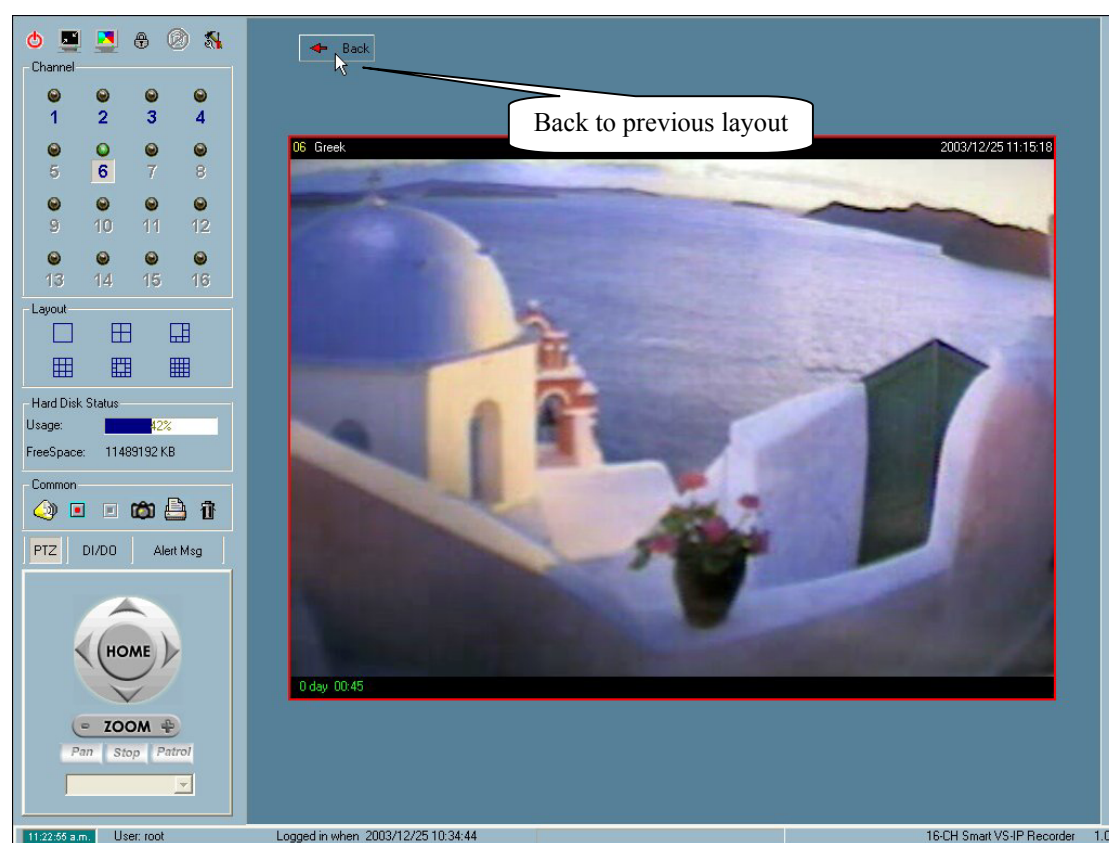 Back
Back to previous layout
Channel
1 2 3 4
5 6 7 8
9 10 11 12
13 14 15 16
Layout
Hard Disk Status
Usage: 42%
FreeSpace: 11489192 KB
Common
PTZ DI/DO Alert Msg
HOME
ZOOM
Pan Stop Patrol
06 Greek 2003/12/25 11:15:18
0 day 00:45
11:22:55 a.m. User: root Logged in when 2003/12/25 10:34:44 16-CH Smart VS-IP Recorder 1.0